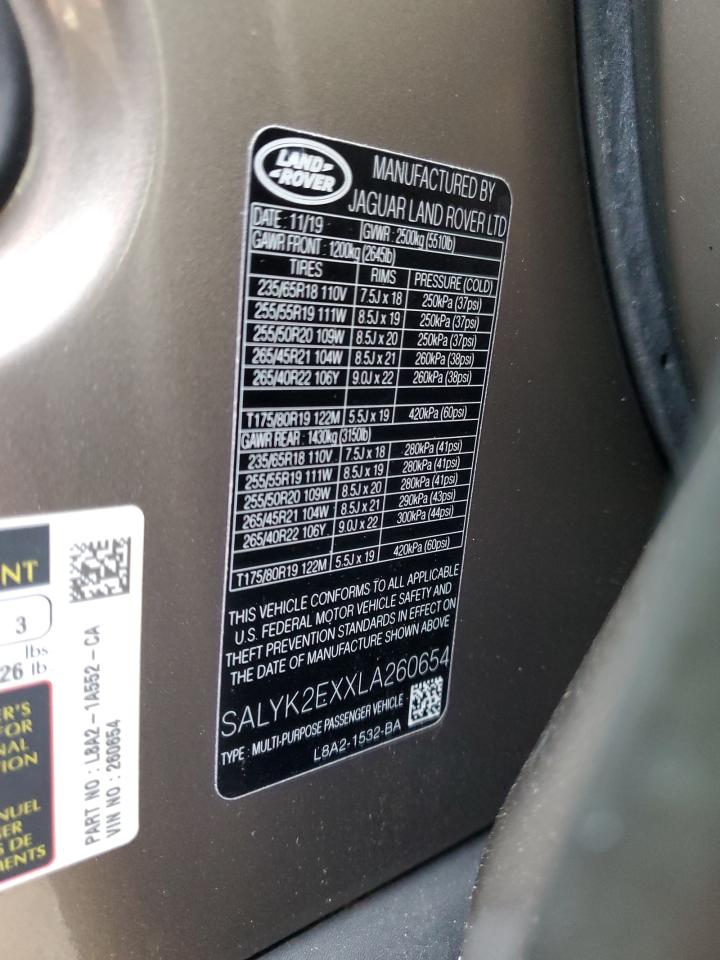 LAND
ROVER
MANUFACTURED BY
JAGUAR LAND ROVER LTD
DATE : 11/19 GVWR : 2500kg (5510lb)
GAWR FRONT : 1200kg (2645lb)
TIRES RIMS PRESSURE (COLD)
235/65R18 110V 7.5J x 18 250kPa (37psi)
255/55R19 111W 8.5J x 19 250kPa (37psi)
255/50R20 109W 8.5J x 20 250kPa (37psi)
265/45R21 104W 8.5J x 21 260kPa (38psi)
265/40R22 106Y 9.0J x 22 260kPa (38psi)
T175/80R19 122M 5.5J x 19 420kPa (60psi)
GAWR REAR : 1430kg (3150lb)
235/65R18 110V 7.5J x 18 280kPa (41psi)
255/55R19 111W 8.5J x 19 280kPa (41psi)
255/50R20 109W 8.5J x 20 280kPa (41psi)
265/45R21 104W 8.5J x 21 290kPa (43psi)
265/40R22 106Y 9.0J x 22 300kPa (44psi)
T175/80R19 122M 5.5J x 19 420kPa (60psi)
THIS VEHICLE CONFORMS TO ALL APPLICABLE
U.S. FEDERAL MOTOR VEHICLE SAFETY AND
THEFT PREVENTION STANDARDS IN EFFECT ON
THE DATE OF MANUFACTURE SHOWN ABOVE
SALYK2EXXLA260654
TYPE : MULTI-PURPOSE PASSENGER VEHICLE
L8A2-1532-BA
NT
3
lbs
26 lb.
ER'S
FOR
NAL
TION
NUEL
ER
S DE
MENTS
PART NO : L8A2-1A552-CA
VIN NO : 260654